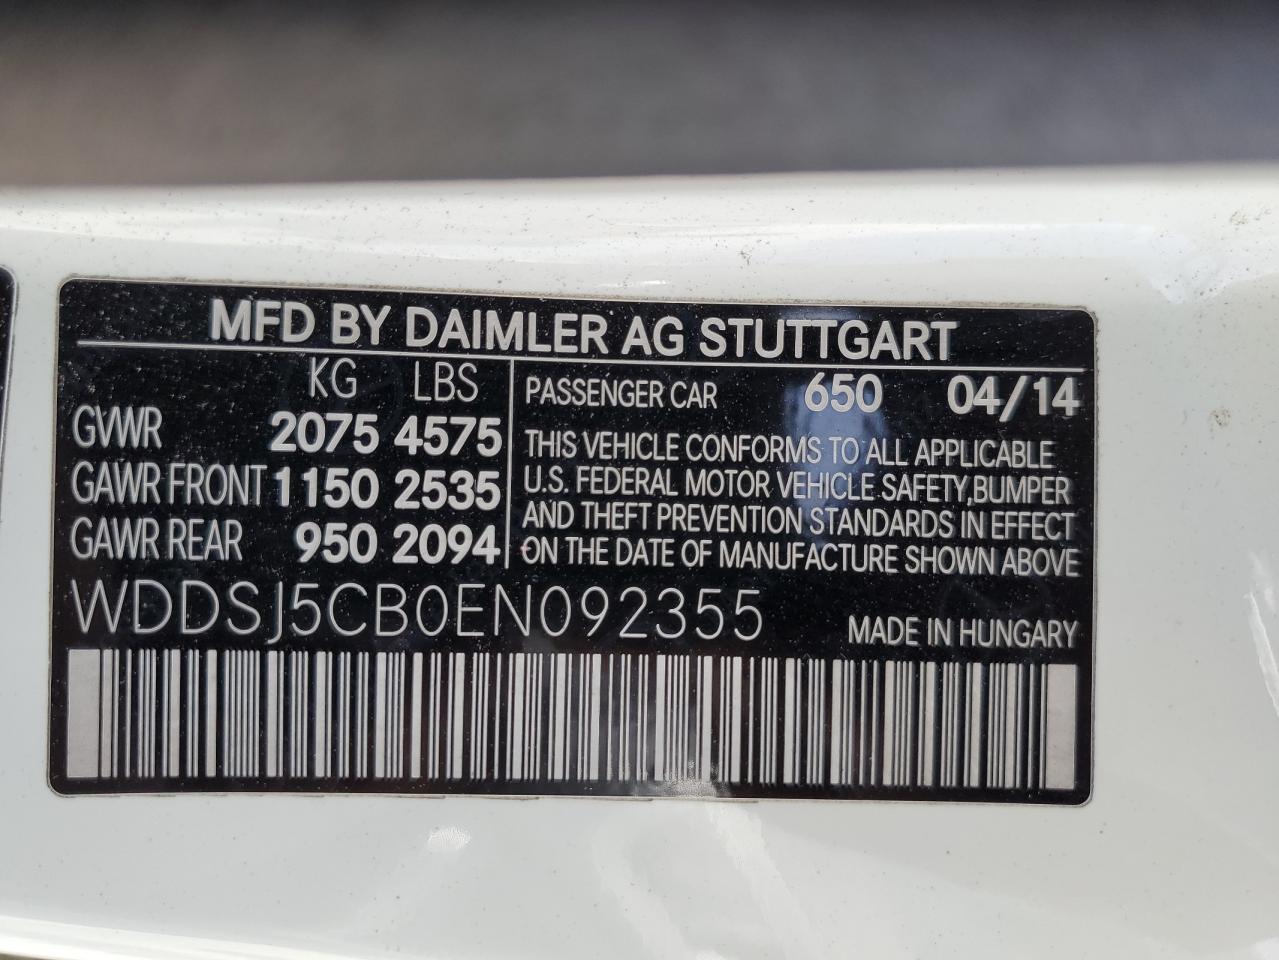 MFD BY DAIMLER AG STUTTGART
KG LBS
GVWR 2075 4575
GAWR FRONT 1150 2535
GAWR REAR 950 2094
PASSENGER CAR 650 04/14
THIS VEHICLE CONFORMS TO ALL APPLICABLE
U.S. FEDERAL MOTOR VEHICLE SAFETY,BUMPER
AND THEFT PREVENTION STANDARDS IN EFFECT
ON THE DATE OF MANUFACTURE SHOWN ABOVE
WDDSJ5CB0EN092355
MADE IN HUNGARY